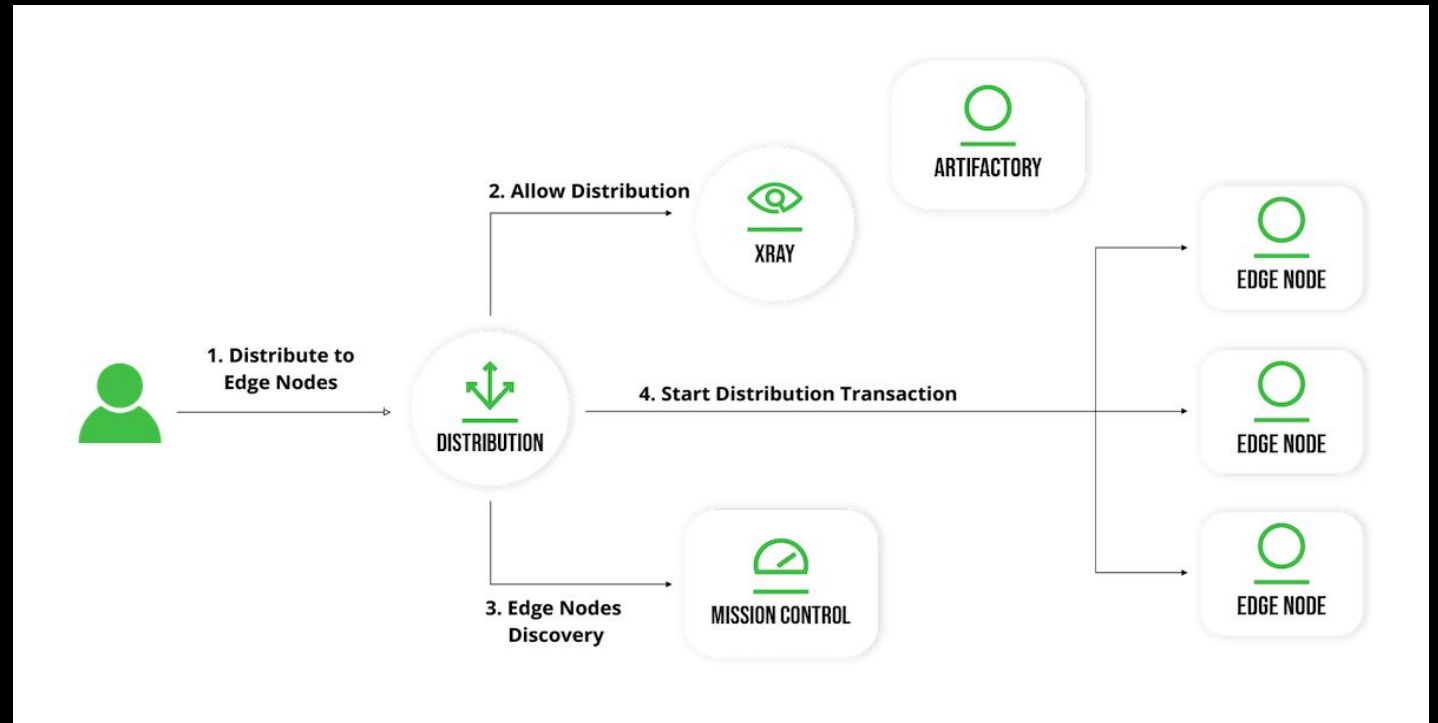 ARTIFACTORY
2. Allow Distribution
XRAY
EDGE NODE
1. Distribute to
Edge Nodes
4. Start Distribution Transaction
DISTRIBUTION
EDGE NODE
3. Edge Nodes
Discovery
MISSION CONTROL
EDGE NODE